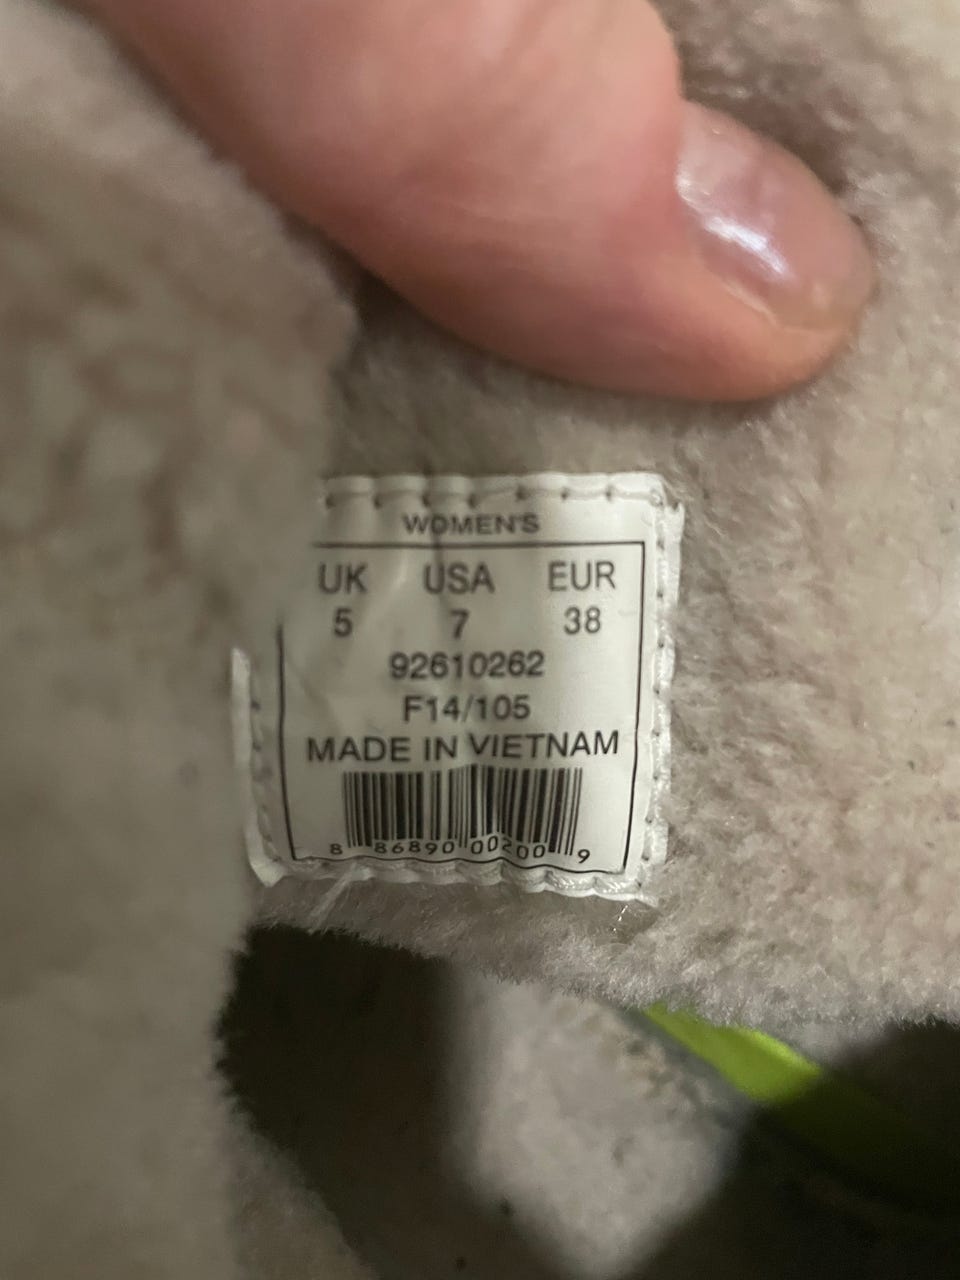 WOMEN'S
UK USA EUR
5 7 38
92610262
F14/105
MADE IN VIETNAM
8 86890 00200 9